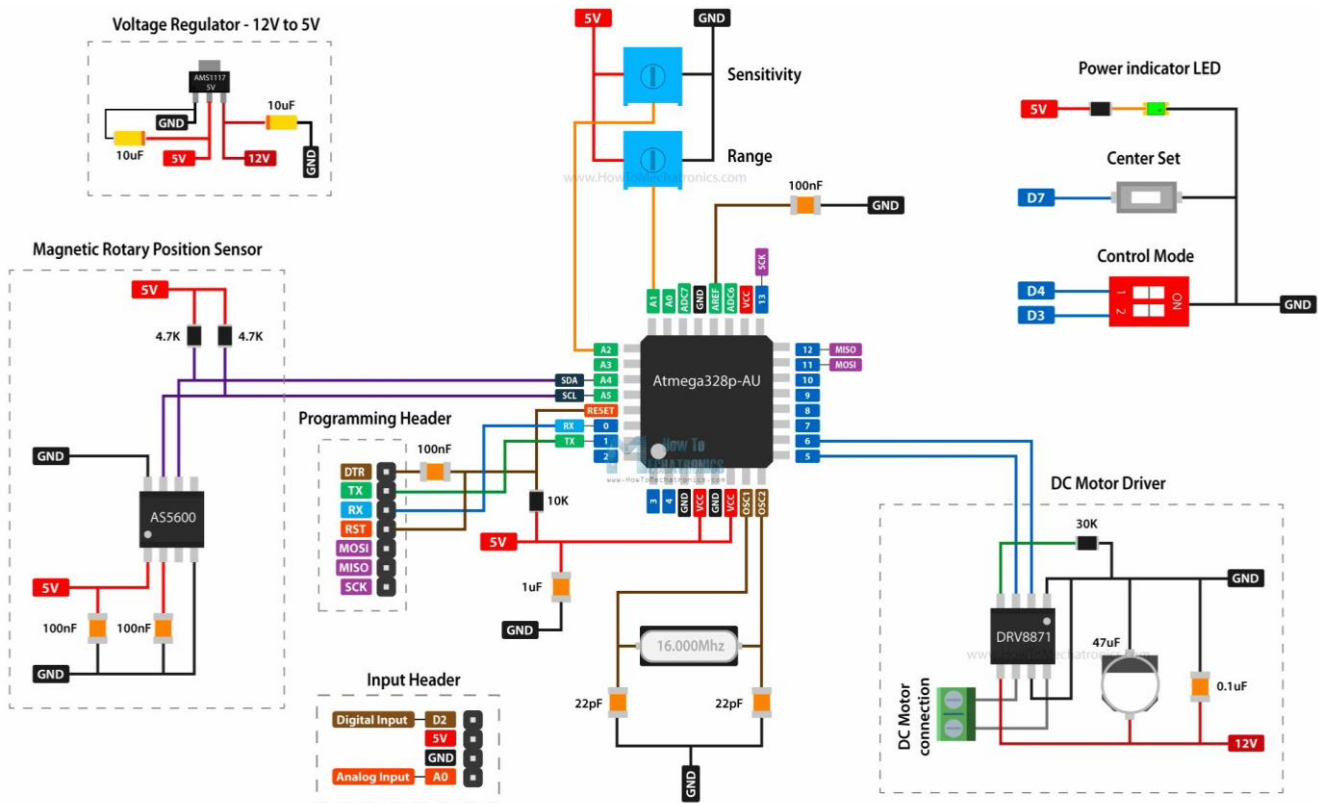 Voltage Regulator - 12V to 5V
AMS1117
5V
10uF
GND
10uF
5V
12V
GND
5V
GND
Sensitivity
Range
www.HowToMechatronics.com
100nF
GND
Power indicator LED
5V
Center Set
D7
Control Mode
D4
D3
1
2
ON
GND
Magnetic Rotary Position Sensor
5V
4.7K
4.7K
GND
AS5600
5V
100nF
100nF
GND
SCK
A1
A0
ADC7
GND
AREF
ADC6
VCC
13
A2
A3
SDA
A4
SCL
A5
RESET
RX
0
TX
1
2
Atmega328p-AU
How To
Mechatronics
www.HowToMechatronics.com
12
MISO
11
MOSI
10
9
8
7
6
5
3
4
GND
VCC
GND
VCC
OSC1
OSC2
Programming Header
100nF
DTR
TX
RX
RST
MOSI
MISO
SCK
10K
5V
1uF
GND
16.000Mhz
22pF
22pF
GND
Input Header
Digital Input
D2
5V
GND
Analog Input
A0
DC Motor Driver
30K
GND
DRV8871
www.HowToMechatronics.com
47uF
0.1uF
DC Motor
connection
12V